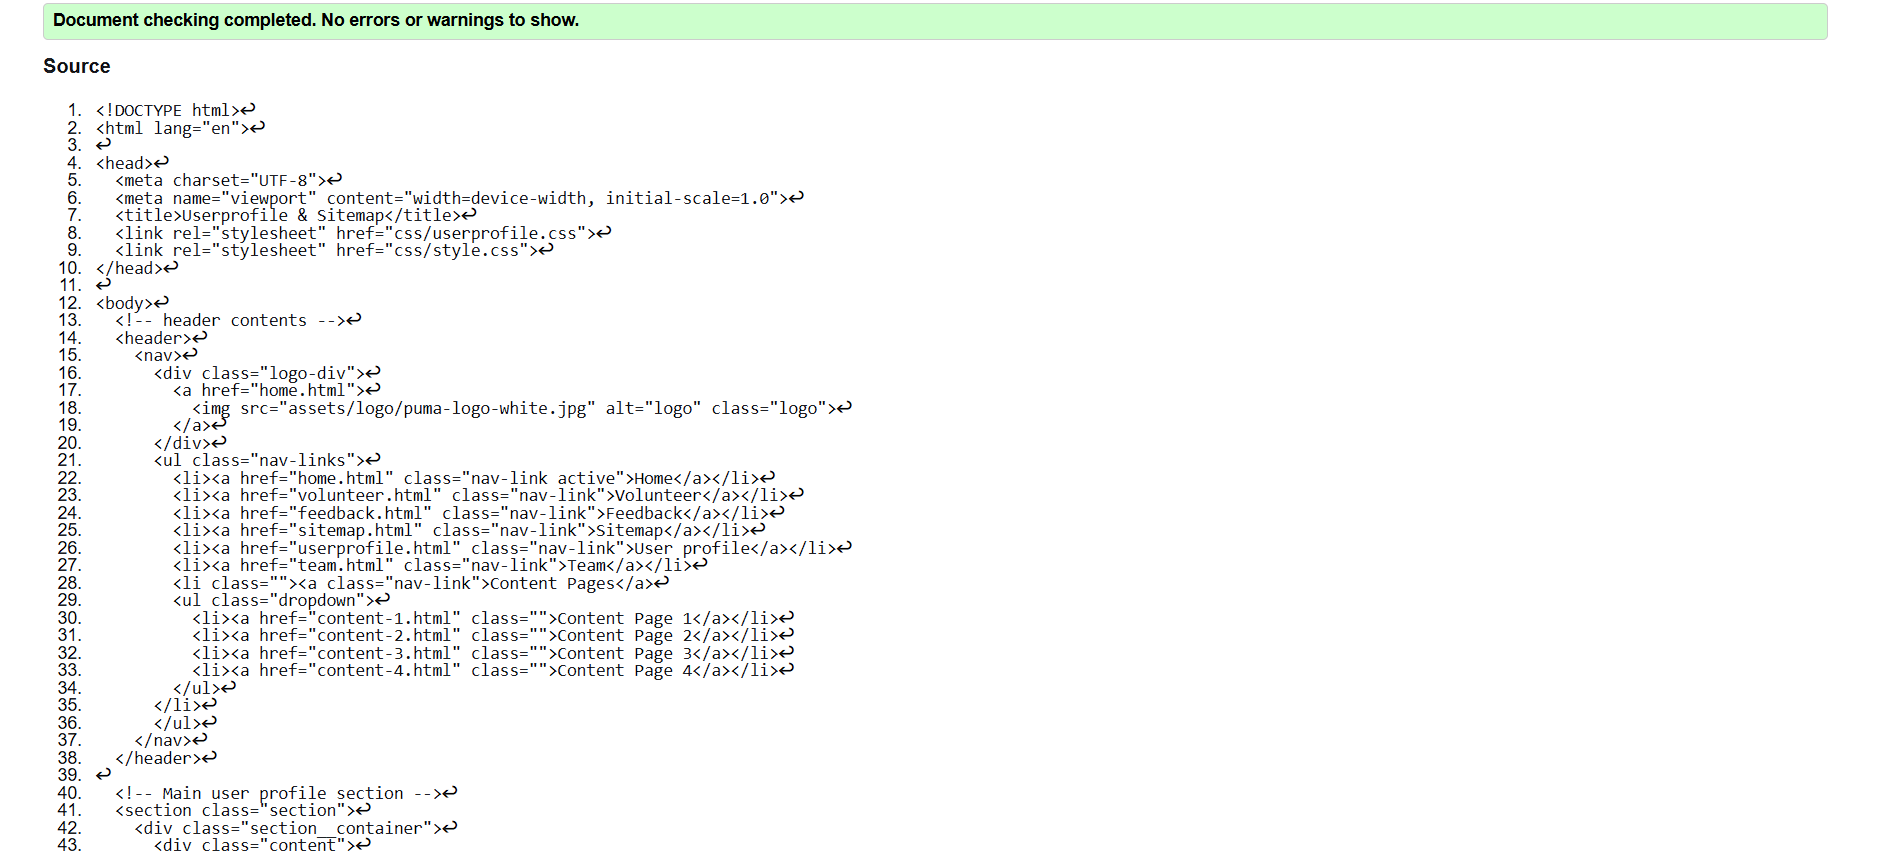 Document checking completed. No errors or warnings to show.
Source
1. <!DOCTYPE html>↩
2. <html lang="en">↩
3. ↩
4. <head>↩
5.   <meta charset="UTF-8">↩
6.   <meta name="viewport" content="width=device-width, initial-scale=1.0">↩
7.   <title>Userprofile & Sitemap</title>↩
8.   <link rel="stylesheet" href="css/userprofile.css">↩
9.   <link rel="stylesheet" href="css/style.css">↩
10. </head>↩
11. ↩
12. <body>↩
13.   <!-- header contents -->↩
14.   <header>↩
15.     <nav>↩
16.       <div class="logo-div">↩
17.         <a href="home.html">↩
18.           <img src="assets/logo/puma-logo-white.jpg" alt="logo" class="logo">↩
19.         </a>↩
20.       </div>↩
21.       <ul class="nav-links">↩
22.         <li><a href="home.html" class="nav-link active">Home</a></li>↩
23.         <li><a href="volunteer.html" class="nav-link">Volunteer</a></li>↩
24.         <li><a href="feedback.html" class="nav-link">Feedback</a></li>↩
25.         <li><a href="sitemap.html" class="nav-link">Sitemap</a></li>↩
26.         <li><a href="userprofile.html" class="nav-link">User profile</a></li>↩
27.         <li><a href="team.html" class="nav-link">Team</a></li>↩
28.         <li class=""><a class="nav-link">Content Pages</a>↩
29.         <ul class="dropdown">↩
30.           <li><a href="content-1.html" class="">Content Page 1</a></li>↩
31.           <li><a href="content-2.html" class="">Content Page 2</a></li>↩
32.           <li><a href="content-3.html" class="">Content Page 3</a></li>↩
33.           <li><a href="content-4.html" class="">Content Page 4</a></li>↩
34.         </ul>↩
35.       </li>↩
36.       </ul>↩
37.     </nav>↩
38.   </header>↩
39. ↩
40.   <!-- Main user profile section -->↩
41.   <section class="section">↩
42.     <div class="section__container">↩
43.       <div class="content">↩